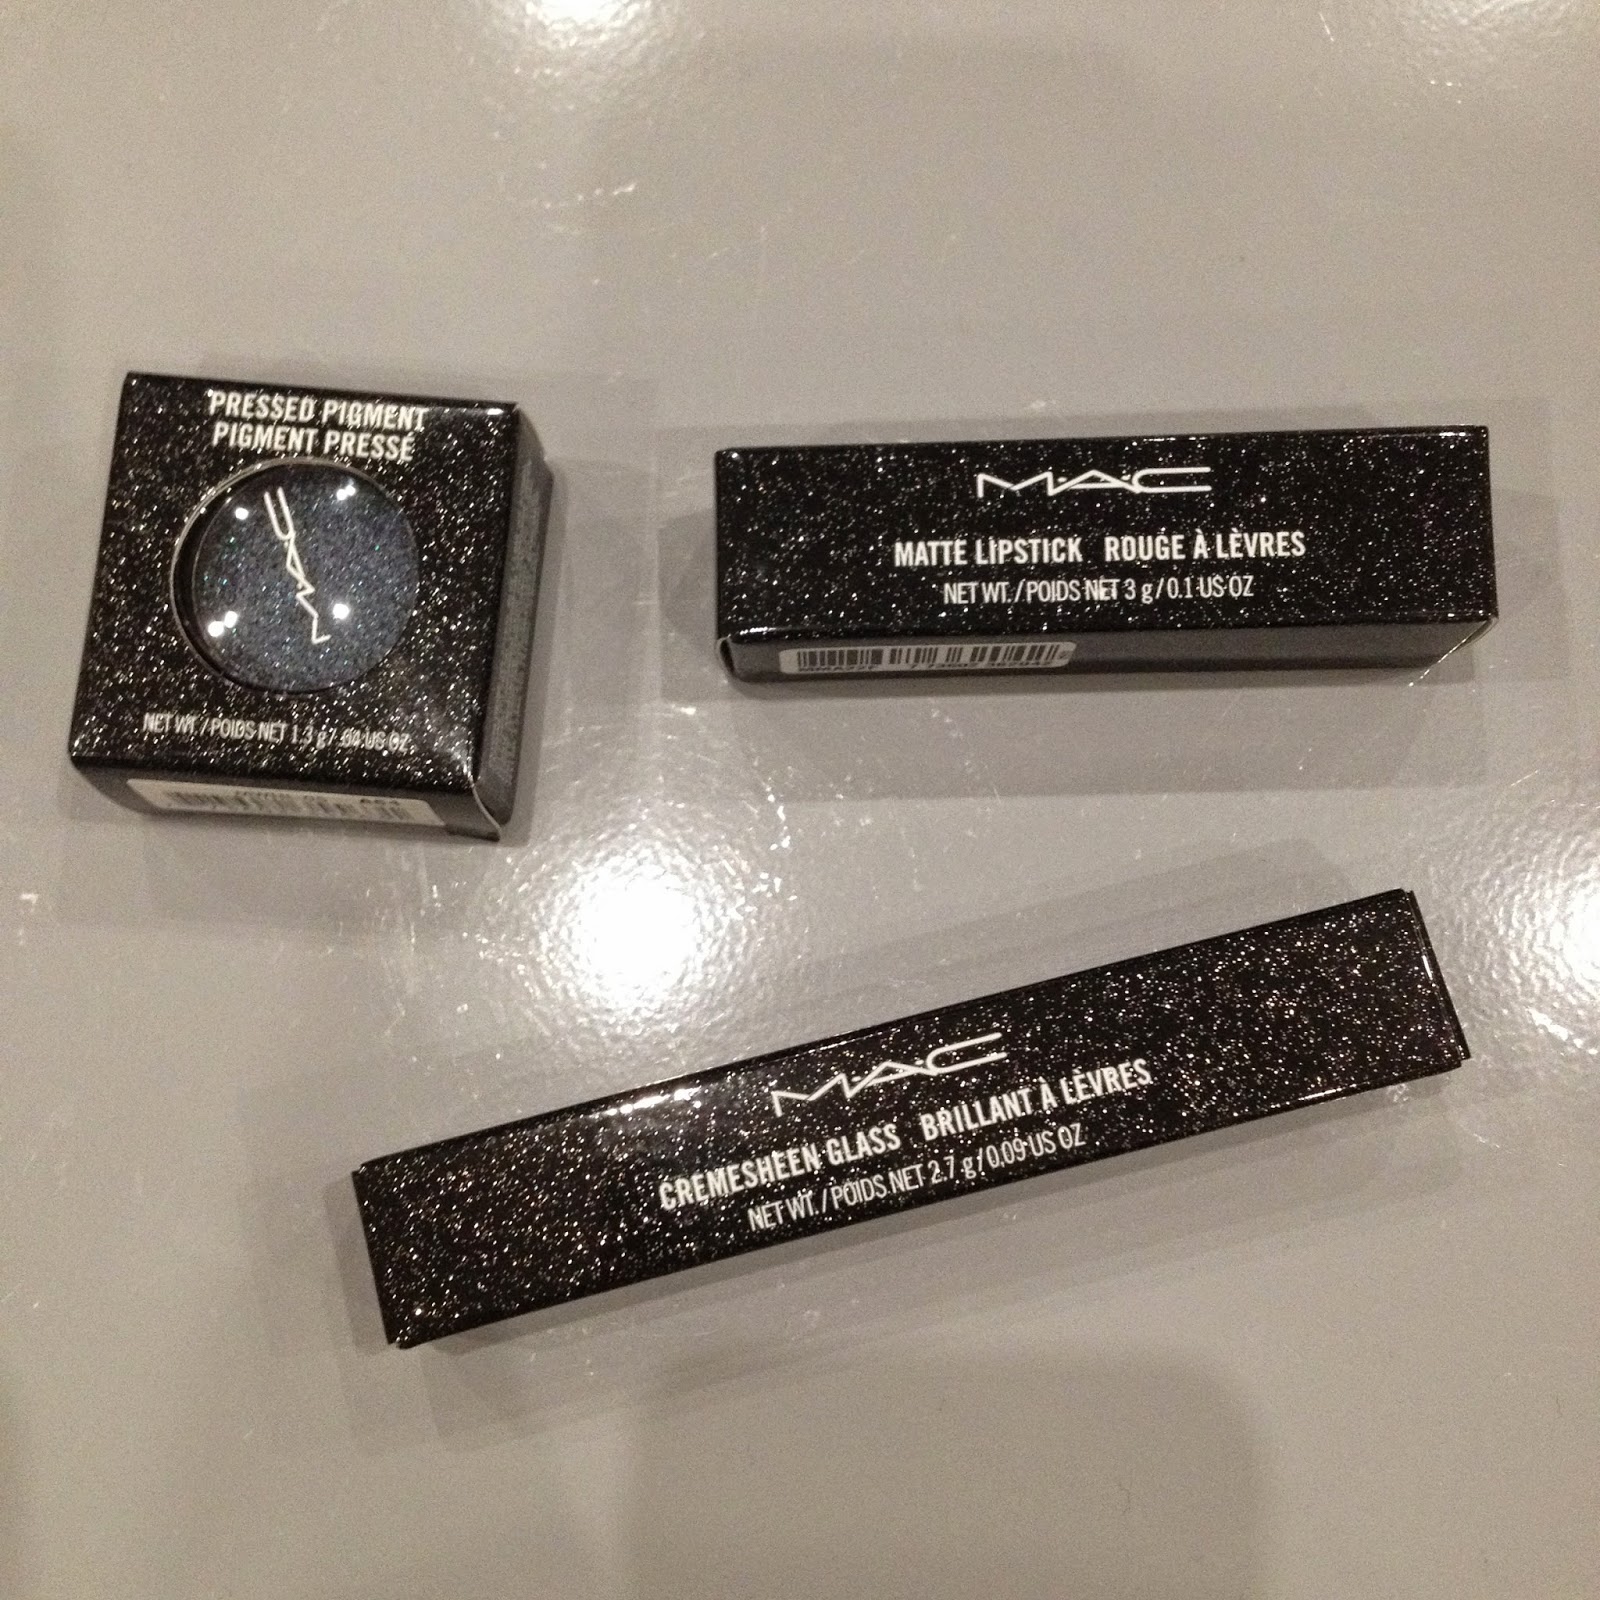 PRESSED PIGMENT
PIGMENT PRESSÉ
MAC
NET WT. / POIDS NET 1.3 g / .04 US OZ
M·A·C
MATTE LIPSTICK ROUGE À LÈVRES
NET WT. / POIDS NET 3 g / 0.1 US OZ
M·A·C
CREMESHEEN GLASS BRILLANT À LÈVRES
NET WT. / POIDS NET 2.7 g / 0.09 US OZ